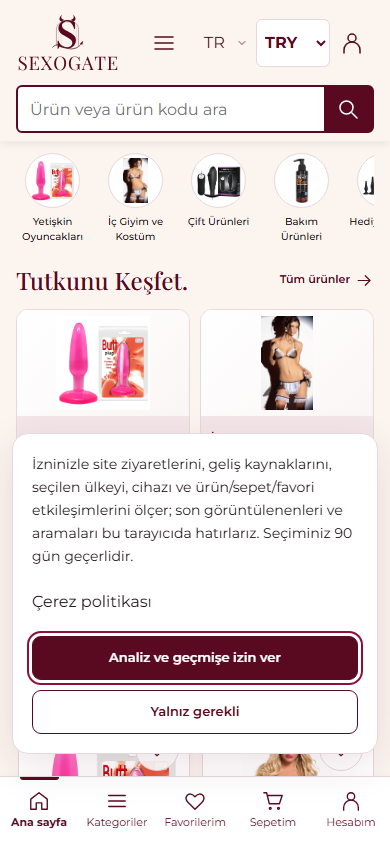 SEXOGATE
TR
TRY
Ürün veya ürün kodu ara
Yetişkin
Oyuncakları
İç Giyim ve
Kostüm
Çift Ürünleri
Bakım
Ürünleri
Hediy
Tutkunu Keşfet.
Tüm ürünler
İzninizle site ziyaretlerini, geliş kaynaklarını,
seçilen ülkeyi, cihazı ve ürün/sepet/favori
etkileşimlerini ölçer; son görüntülenenleri ve
aramaları bu tarayıcıda hatırlarız. Seçiminiz 90
gün geçerlidir.
Çerez politikası
Analiz ve geçmişe izin ver
Yalnız gerekli
Ana sayfa
Kategoriler
Favorilerim
Sepetim
Hesabım